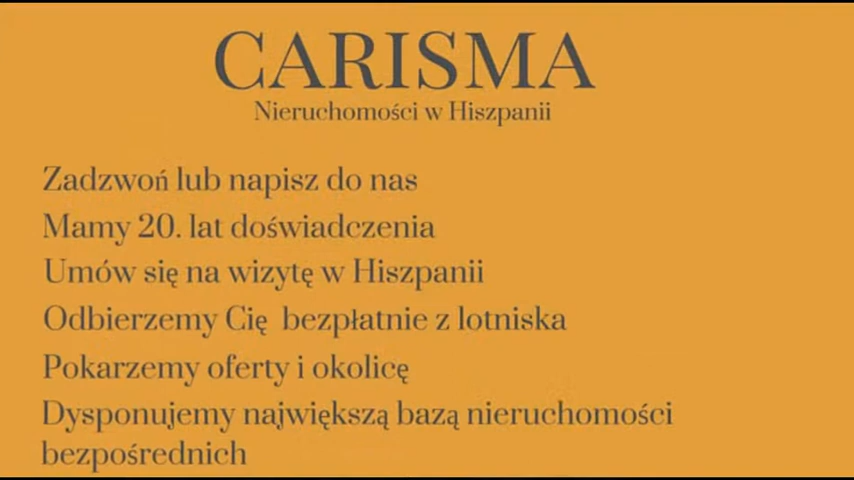 CARISMA
Nieruchomości w Hiszpanii
Zadzwoń lub napisz do nas
Mamy 20. lat doświadczenia
Umów się na wizytę w Hiszpanii
Odbierzemy Cię bezpłatnie z lotniska
Pokarzemy oferty i okolicę
Dysponujemy największą bazą nieruchomości
bezpośrednich